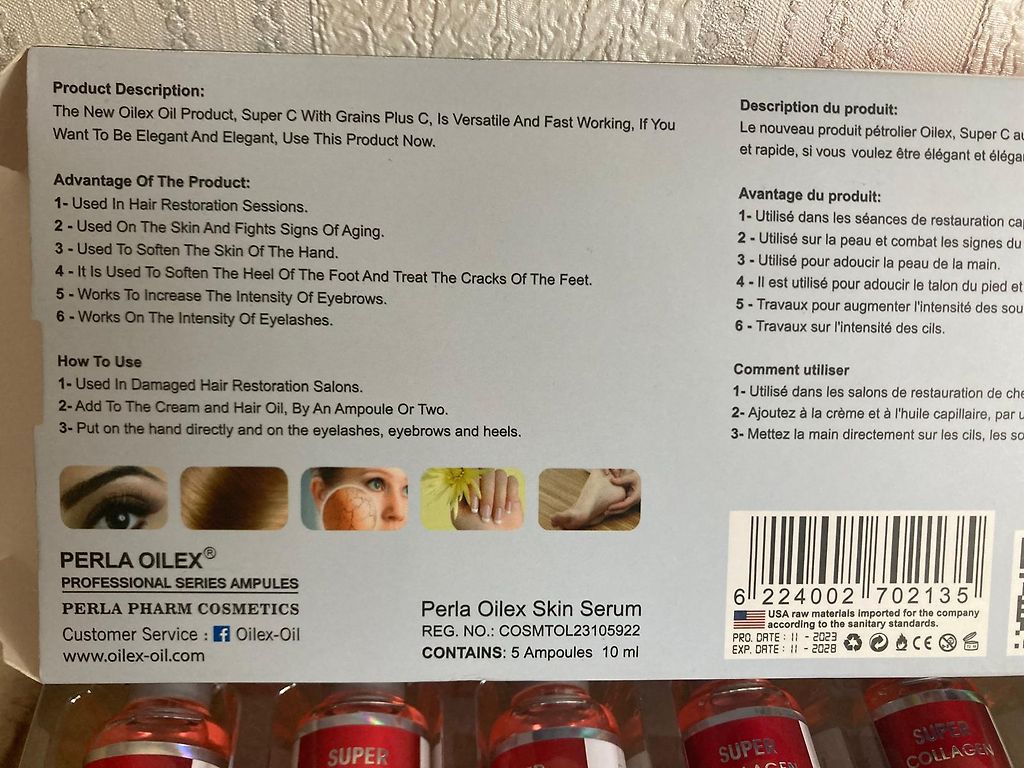 Product Description:
The New Oilex Oil Product, Super C With Grains Plus C, Is Versatile And Fast Working, If You
Want To Be Elegant And Elegant, Use This Product Now.
Advantage Of The Product:
1- Used In Hair Restoration Sessions.
2 - Used On The Skin And Fights Signs Of Aging.
3 - Used To Soften The Skin Of The Hand.
4 - It Is Used To Soften The Heel Of The Foot And Treat The Cracks Of The Feet.
5 - Works To Increase The Intensity Of Eyebrows.
6 - Works On The Intensity Of Eyelashes.
How To Use
1- Used In Damaged Hair Restoration Salons.
2- Add To The Cream and Hair Oil, By An Ampoule Or Two.
3- Put on the hand directly and on the eyelashes, eyebrows and heels.
PERLA OILEX®
PROFESSIONAL SERIES AMPULES
PERLA PHARM COSMETICS
Customer Service : Oilex-Oil
www.oilex-oil.com
Perla Oilex Skin Serum
REG. NO.: COSMTOL23105922
CONTAINS: 5 Ampoules 10 ml
Description du produit:
Le nouveau produit pétrolier Oilex, Super C
et rapide, si vous voulez être élégant et
Avantage du produit:
1- Utilisé dans les séances de restauration
2 - Utilisé sur la peau et combat les signes du
3 - Utilisé pour adoucir la peau de la main.
4 - Il est utilisé pour adoucir le talon du pied et
5 - Travaux pour augmenter l'intensité des
6 - Travaux sur l'intensité des cils.
Comment utiliser
1- Utilisé dans les salons de restauration de
2- Ajoutez à la crème et à l'huile capillaire, par
3- Mettez la main directement sur les cils, les
6 224002 702135
USA raw materials imported for the company
according to the sanitary standards.
PRO. DATE : 11 - 2023
EXP. DATE : 11 - 2028
CE
SUPER
SUPER
SUPER
COLLAGEN